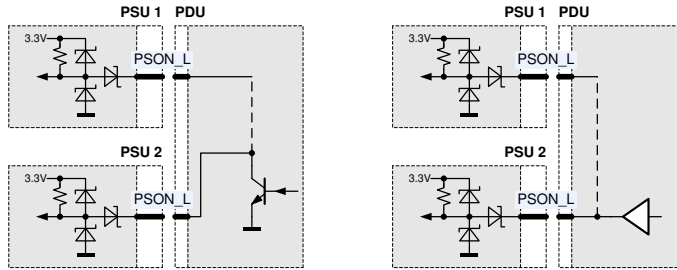 PSU 1 PDU
3.3V
PSON_L
PSU 2
3.3V
PSON_L
PSU 1 PDU
3.3V
PSON_L
PSU 2
3.3V
PSON_L